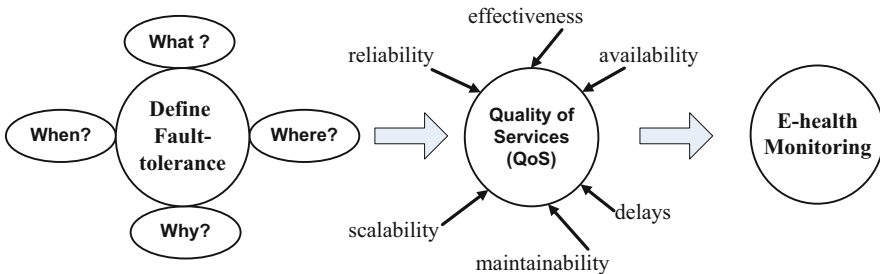 What ?
When?
Define
Fault-
tolerance
Where?
Why?
effectiveness
reliability
availability
Quality of
Services
(QoS)
scalability
delays
maintainability
E-health
Monitoring